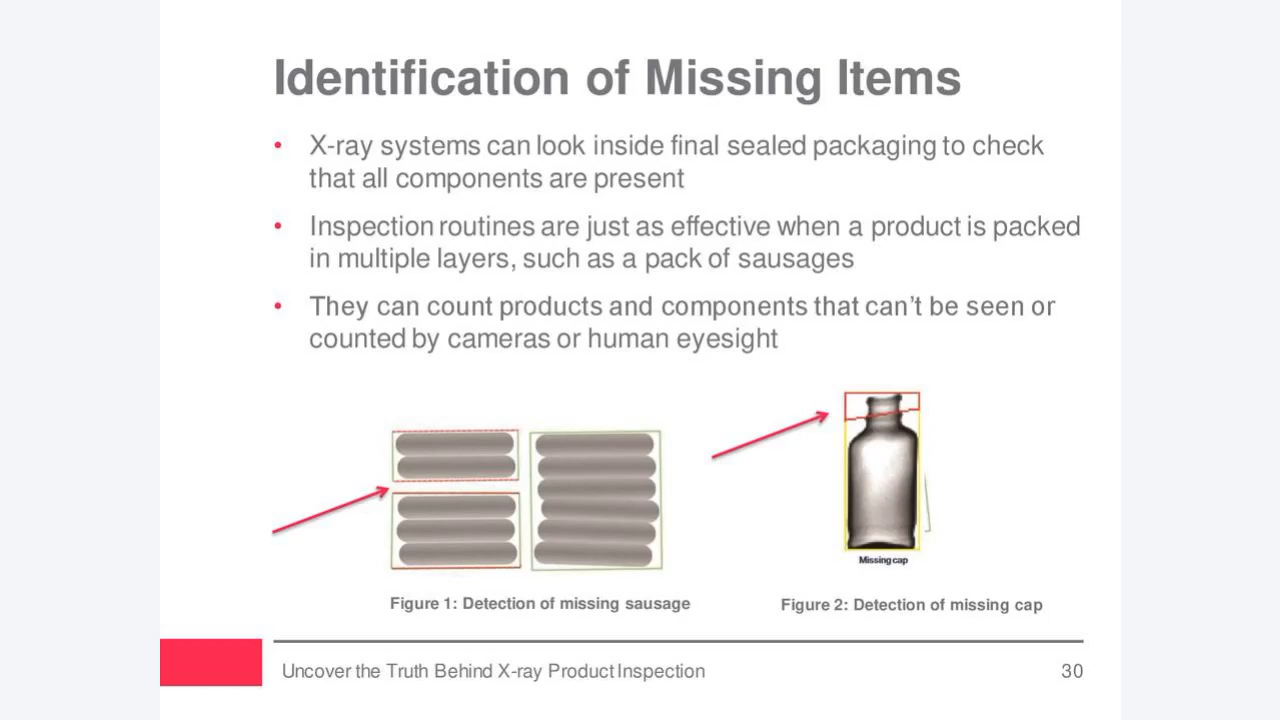 Identification of Missing Items
• X-ray systems can look inside final sealed packaging to check
that all components are present
• Inspection routines are just as effective when a product is packed
in multiple layers, such as a pack of sausages
• They can count products and components that can’t be seen or
counted by cameras or human eyesight
Missing cap
Figure 1: Detection of missing sausage
Figure 2: Detection of missing cap
Uncover the Truth Behind X-ray Product Inspection
30